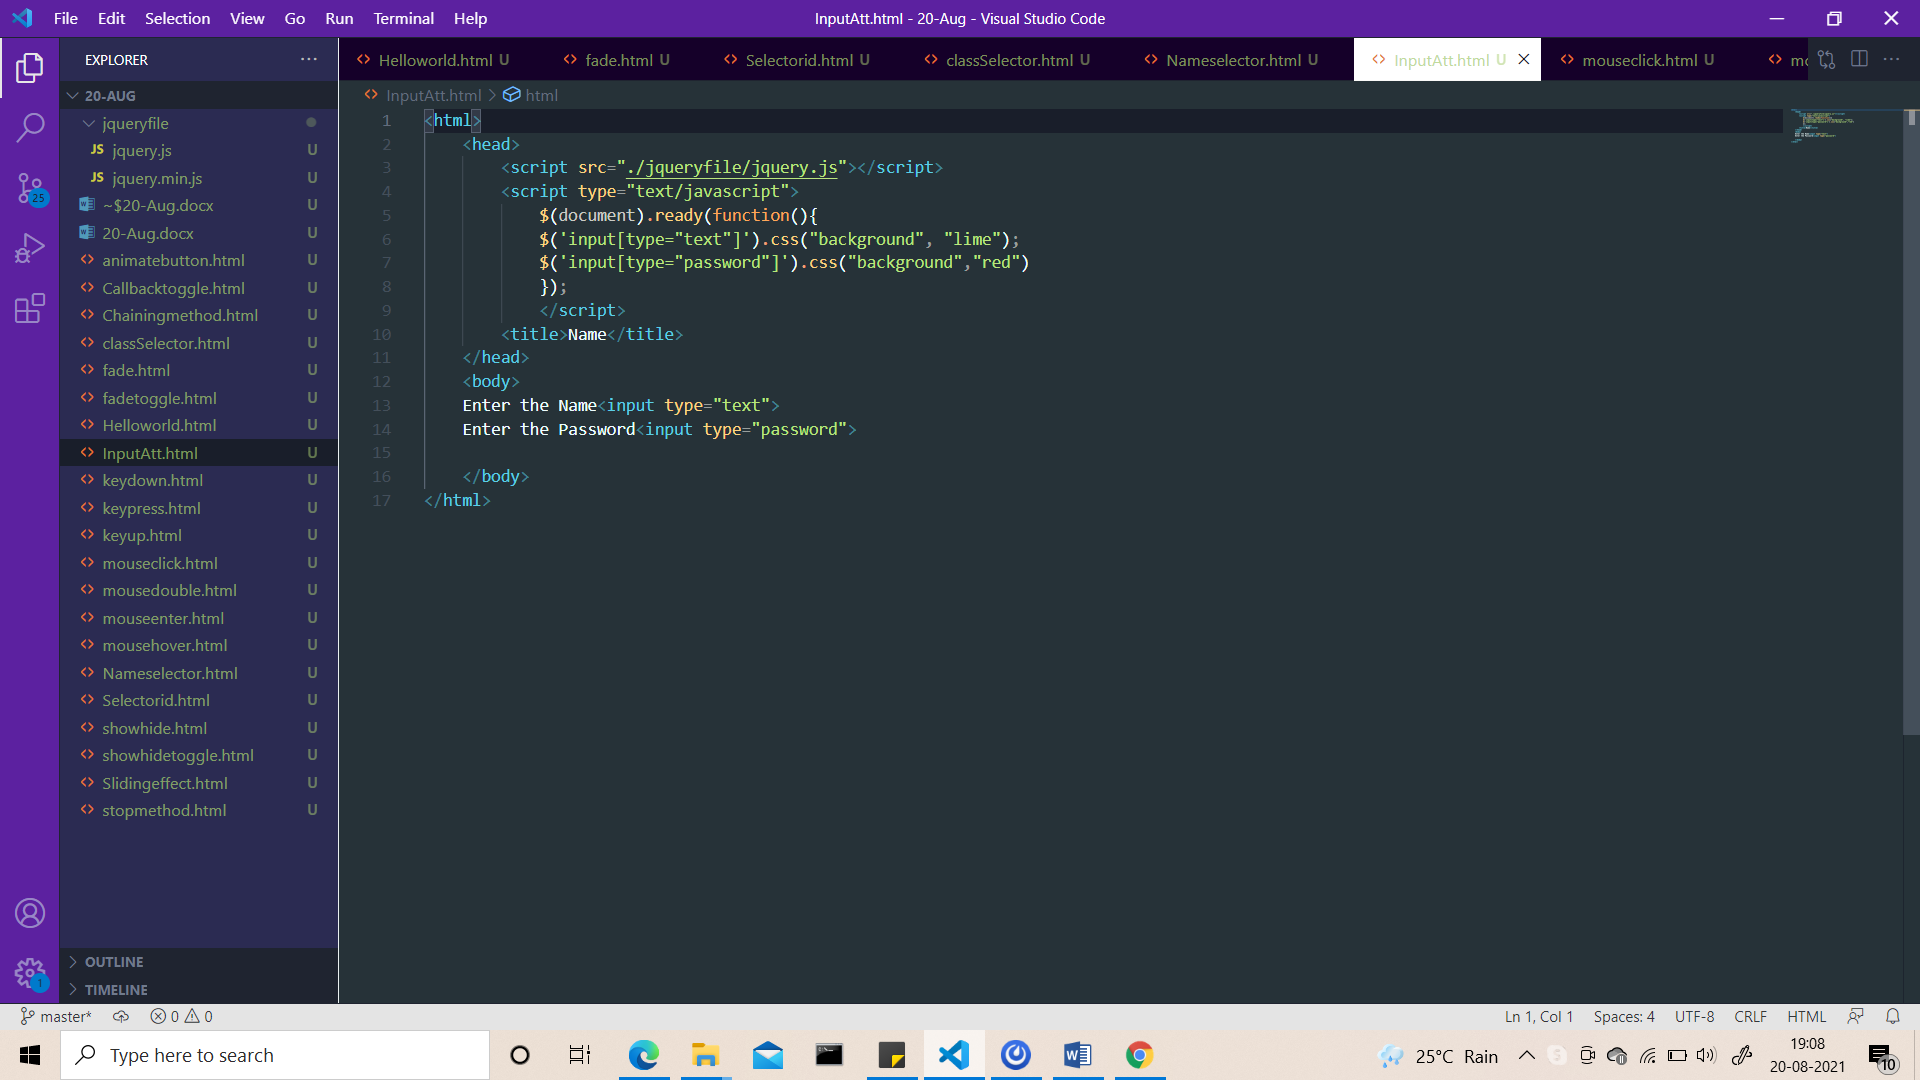 File Edit Selection View Go Run Terminal Help
InputAtt.html - 20-Aug - Visual Studio Code
EXPLORER
Helloworld.html U
fade.html U
Selectorid.html U
classSelector.html U
Nameselector.html U
InputAtt.html U
mouseclick.html U
20-AUG
jqueryfile
JS jquery.js U
JS jquery.min.js U
~$20-Aug.docx U
20-Aug.docx U
animatebutton.html U
Callbacktoggle.html U
Chainingmethod.html U
classSelector.html U
fade.html U
fadetoggle.html U
Helloworld.html U
InputAtt.html U
keydown.html U
keypress.html U
keyup.html U
mouseclick.html U
mousedouble.html U
mouseenter.html U
mousehover.html U
Nameselector.html U
Selectorid.html U
showhide.html U
showhidetoggle.html U
Slidingeffect.html U
stopmethod.html U
OUTLINE
TIMELINE
25
1
InputAtt.html > html
1 <html>
2 <head>
3 <script src="./jqueryfile/jquery.js"></script>
4 <script type="text/javascript">
5 $(document).ready(function(){
6 $('input[type="text"]').css("background", "lime");
7 $('input[type="password"]').css("background","red")
8 });
9 </script>
10 <title>Name</title>
11 </head>
12 <body>
13 Enter the Name<input type="text">
14 Enter the Password<input type="password">
15
16 </body>
17 </html>
master* 0 0
Ln 1, Col 1 Spaces: 4 UTF-8 CRLF HTML
Type here to search
25°C Rain
19:08
20-08-2021
10